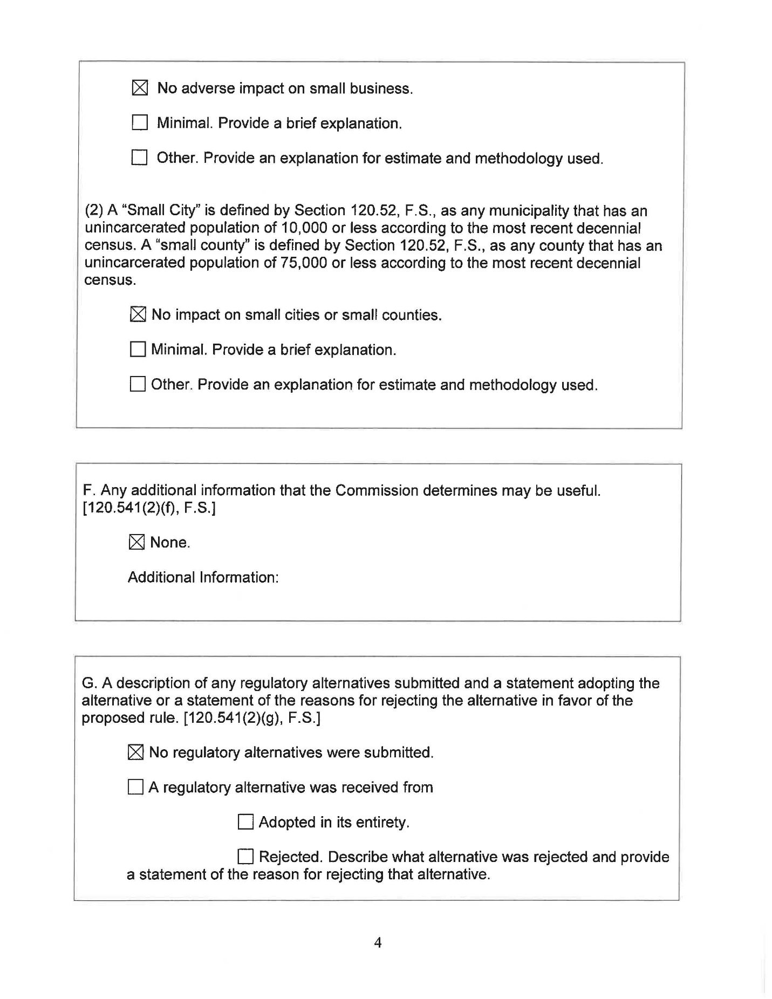 ☒ No adverse impact on small business.
☐ Minimal. Provide a brief explanation.
☐ Other. Provide an explanation for estimate and methodology used.
(2) A “Small City” is defined by Section 120.52, F.S., as any municipality that has an
unincarcerated population of 10,000 or less according to the most recent decennial
census. A “small county” is defined by Section 120.52, F.S., as any county that has an
unincarcerated population of 75,000 or less according to the most recent decennial
census.
☒ No impact on small cities or small counties.
☐ Minimal. Provide a brief explanation.
☐ Other. Provide an explanation for estimate and methodology used.
F. Any additional information that the Commission determines may be useful.
[120.541(2)(f), F.S.]
☒ None.
Additional Information:
G. A description of any regulatory alternatives submitted and a statement adopting the
alternative or a statement of the reasons for rejecting the alternative in favor of the
proposed rule. [120.541(2)(g), F.S.]
☒ No regulatory alternatives were submitted.
☐ A regulatory alternative was received from
☐ Adopted in its entirety.
☐ Rejected. Describe what alternative was rejected and provide
a statement of the reason for rejecting that alternative.
4